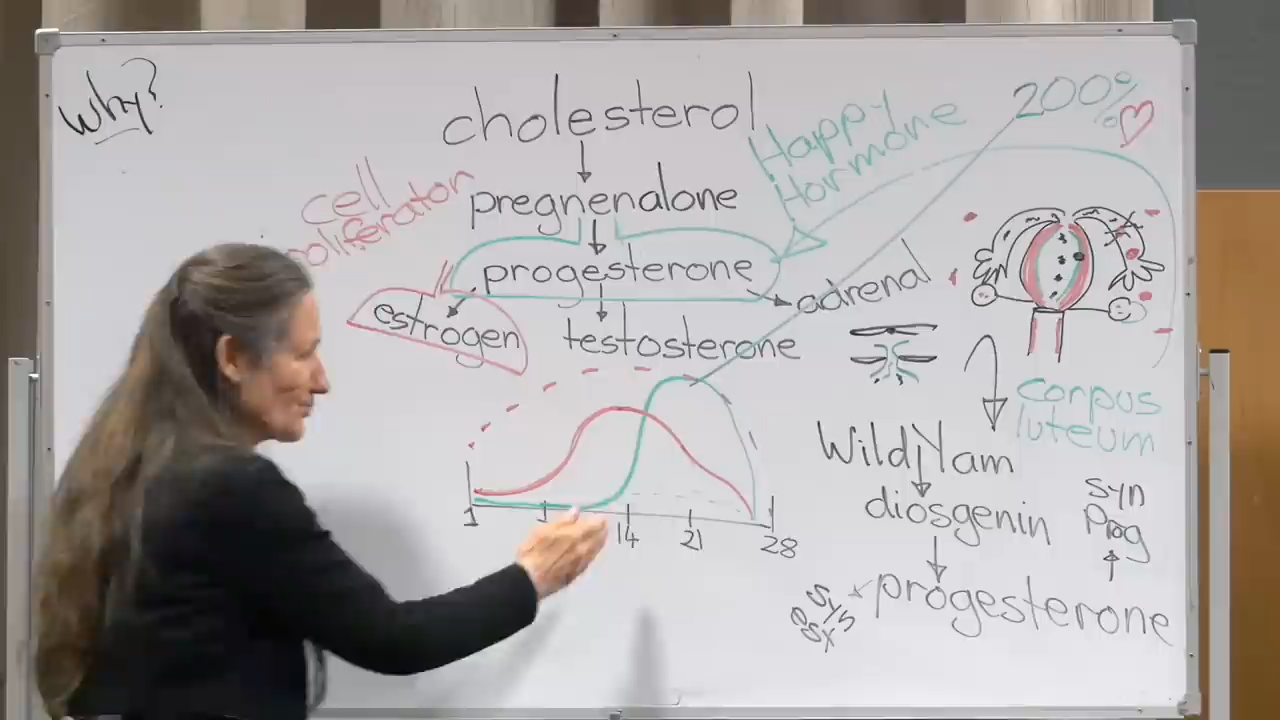 Why?
cholesterol
200%
Happy
Hormone
cell
proliferator
pregnenalone
progesterone
adrenal
estrogen
testosterone
Corpus
luteum
Wild Yam
diosgenin
Syn
Prog
progesterone
1
14
21
28